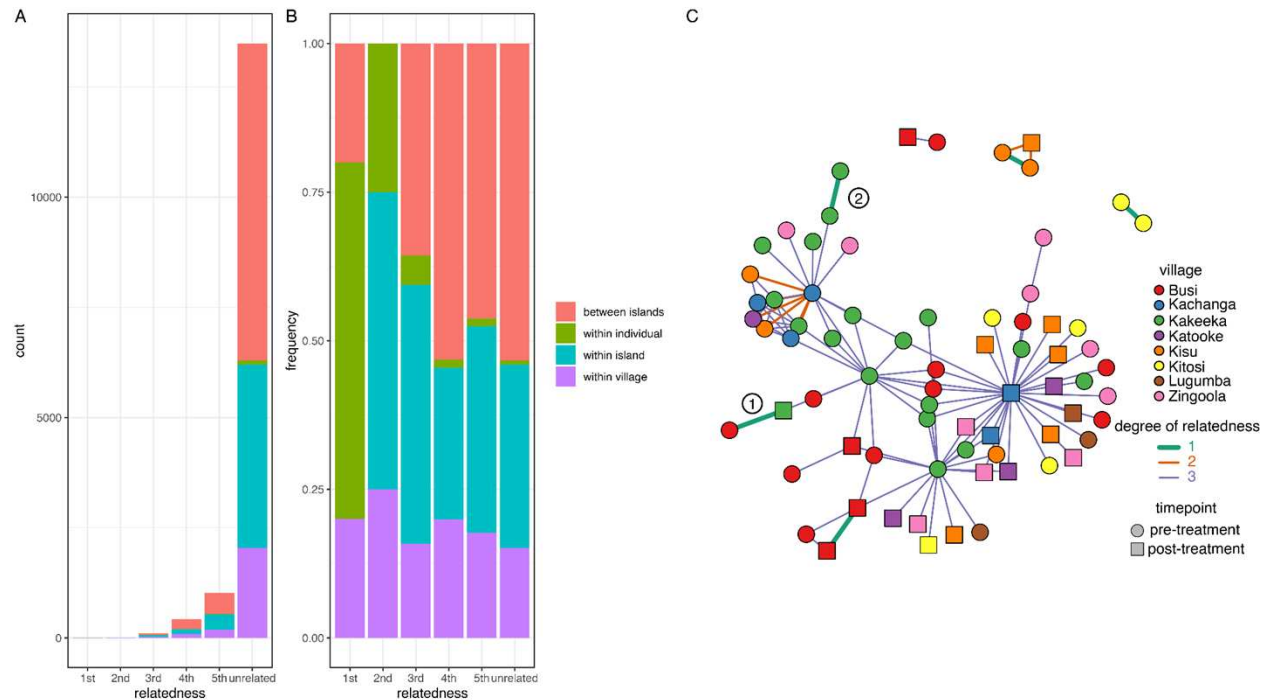 A
count
10000
5000
0
1st 2nd 3rd 4th 5th unrelated
relatedness
B
frequency
1.00
0.75
0.50
0.25
0.00
1st 2nd 3rd 4th 5th unrelated
relatedness
between islands
within individual
within island
within village
C
1
2
village
Busi
Kachanga
Kakeeka
Katooke
Kisu
Kitosi
Lugumba
Zingoola
degree of relatedness
1
2
3
timepoint
pre-treatment
post-treatment